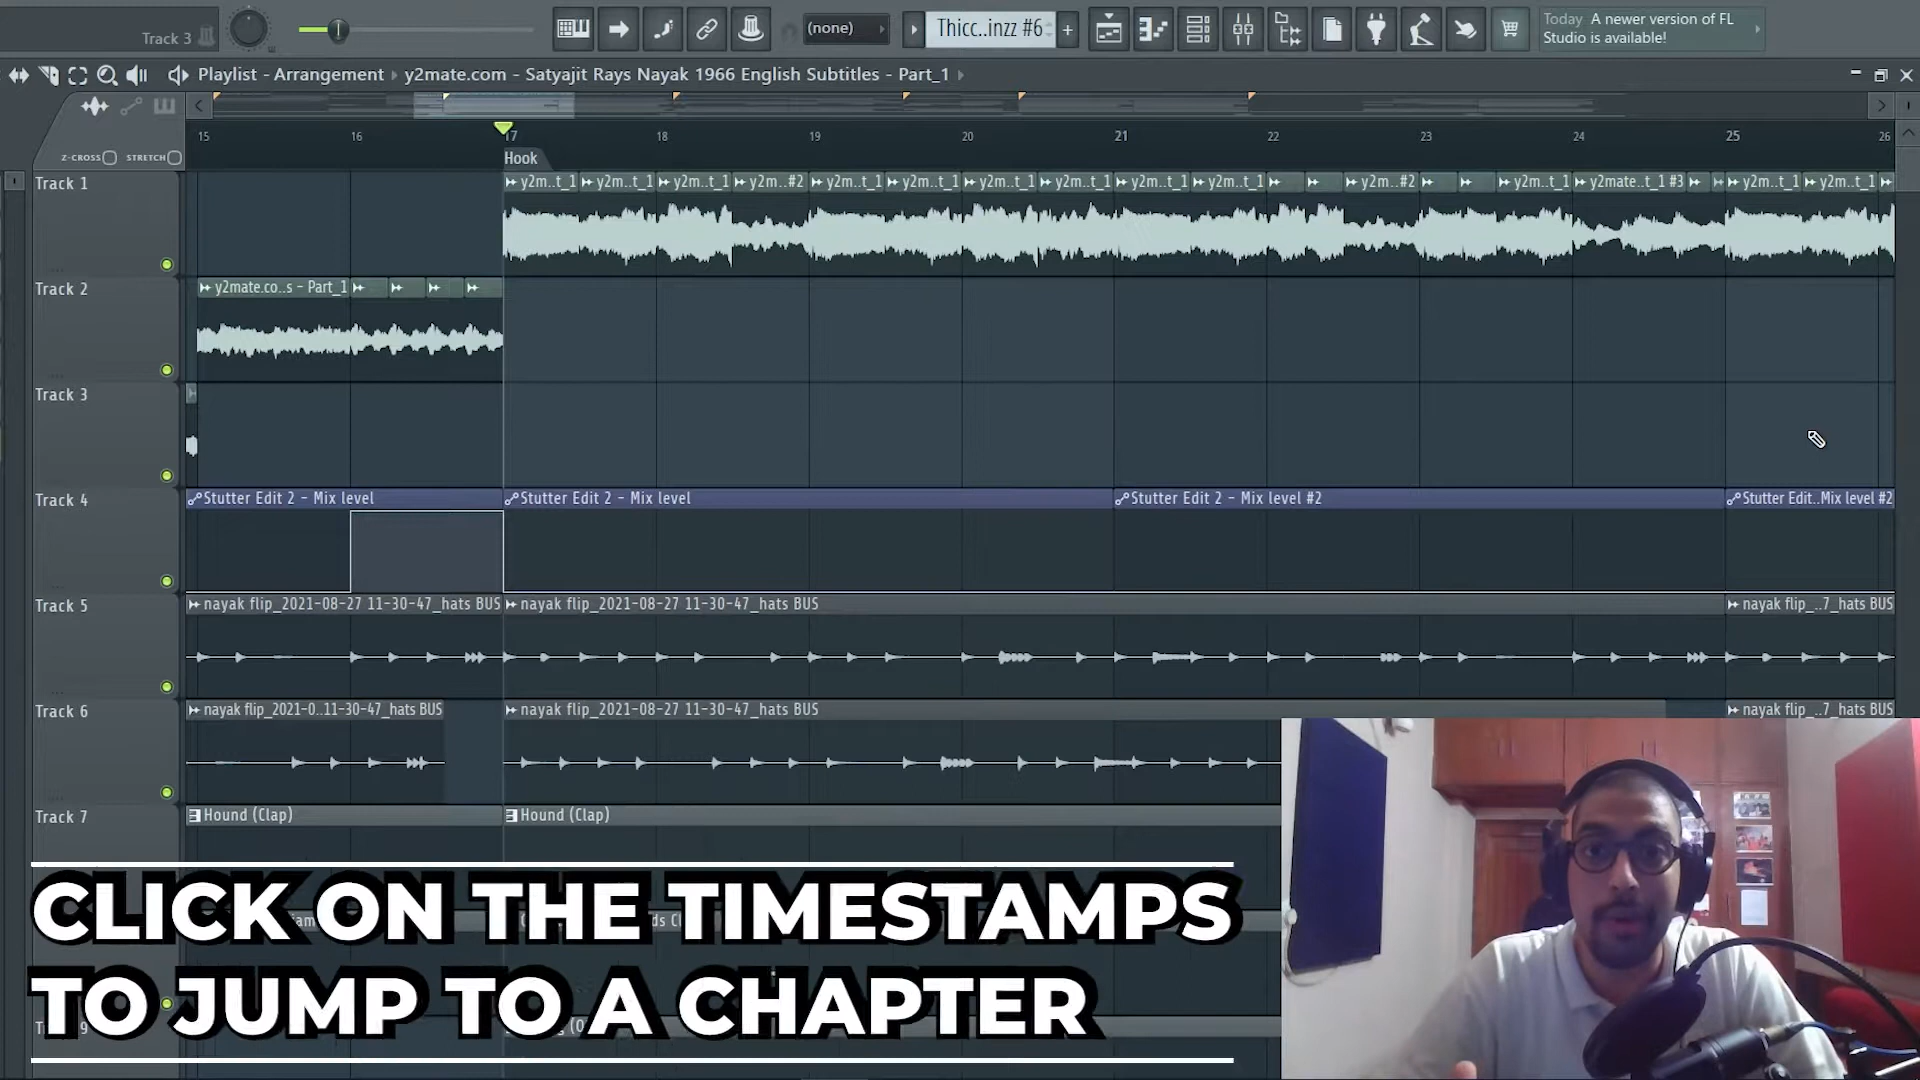 Track 3
(none)
Thicc..inzz #6
Today A newer version of FL
Studio is available!
Playlist - Arrangement
y2mate.com - Satyajit Rays Nayak 1966 English Subtitles - Part_1
15 16 17 18 19 20 21 22 23 24 25 26
Z-CROSS STRETCH
Hook
Track 1
y2m..t_1 y2m..t_1 y2m..t_1 y2m..#2 y2m..t_1 y2m..t_1 y2m..t_1 y2m..t_1 y2m..t_1 y2m..t_1 y2m..#2 y2m..t_1 y2mate..t_1 #3 y2m..t_1 y2m..t_1
Track 2
y2mate.co..s - Part_1
Track 3
Track 4
Stutter Edit 2 - Mix level Stutter Edit 2 - Mix level Stutter Edit 2 - Mix level #2 Stutter Edit..Mix level #2
Track 5
nayak flip_2021-08-27 11-30-47_hats BUS nayak flip_2021-08-27 11-30-47_hats BUS nayak flip_..7_hats BUS
Track 6
nayak flip_2021-0..11-30-47_hats BUS nayak flip_2021-08-27 11-30-47_hats BUS nayak flip_..7_hats BUS
Track 7
Hound (Clap) Hound (Clap)
CLICK ON THE TIMESTAMPS
TO JUMP TO A CHAPTER